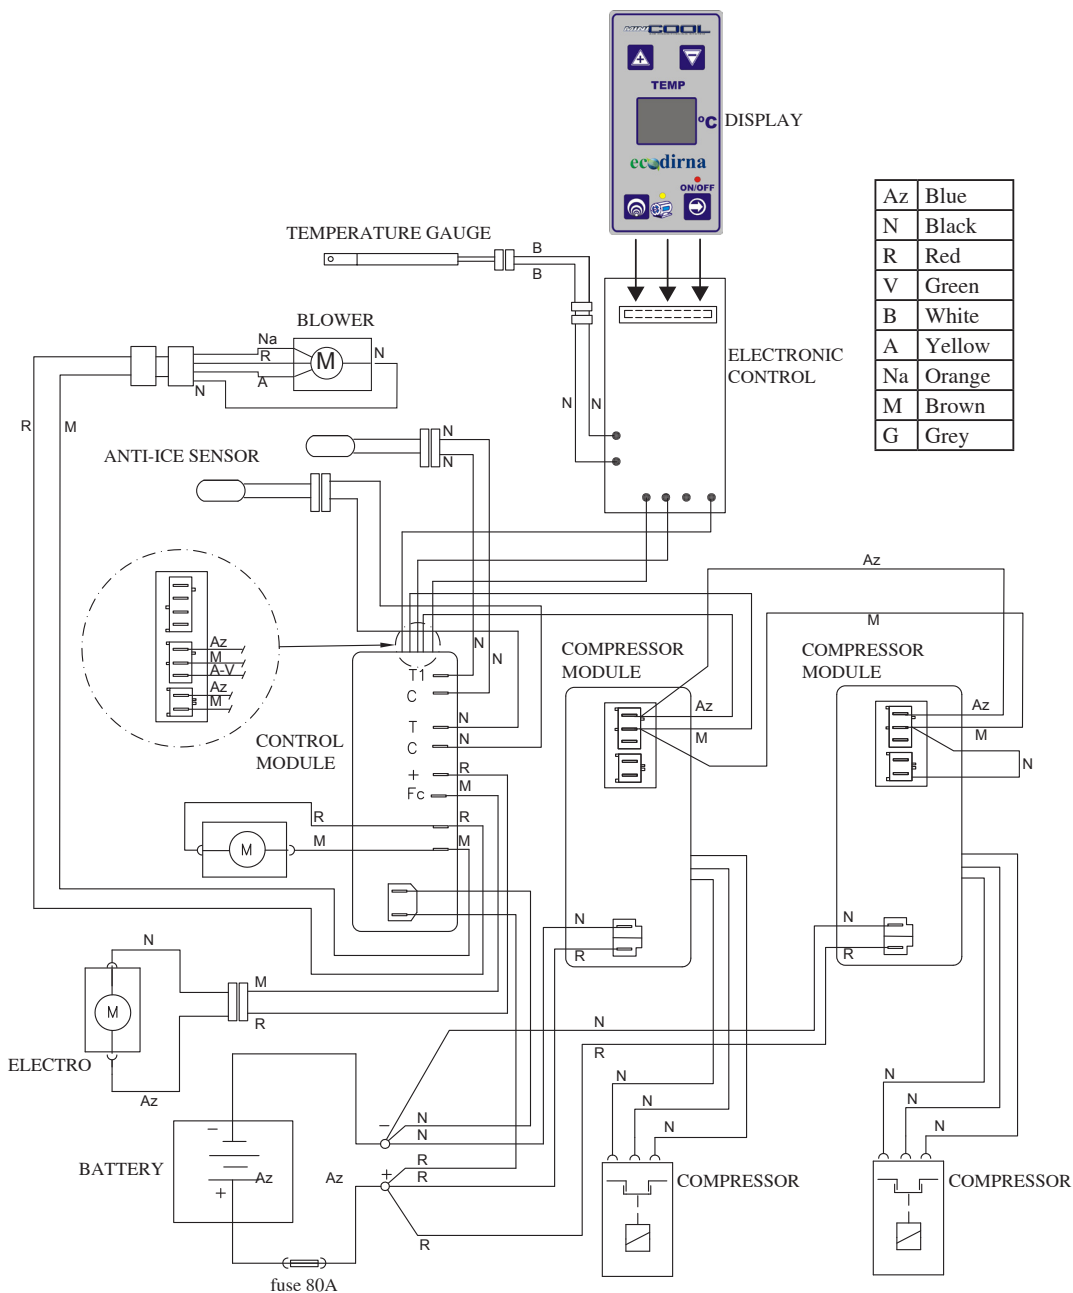 MINICOOL
TEMP
°C
DISPLAY
ecodirna
ON/OFF
Az Blue
N Black
R Red
V Green
B White
A Yellow
Na Orange
M Brown
G Grey
TEMPERATURE GAUGE
B
B
BLOWER
Na
R
A
M
N
N
R
M
ELECTRONIC
CONTROL
N
N
ANTI-ICE SENSOR
N
N
Az
M
A-V
Az
M
CONTROL
MODULE
N
N
T1
C
T
N
C
N
+
R
Fc
M
R
R
M
M
M
COMPRESSOR
MODULE
Az
M
Az
M
COMPRESSOR
MODULE
Az
M
N
N
R
N
R
N
M
ELECTRO
Az
M
R
N
R
BATTERY
−
+
Az
Az
−
N
N
+
R
R
R
fuse 80A
N
N
N
COMPRESSOR
N
N
N
COMPRESSOR